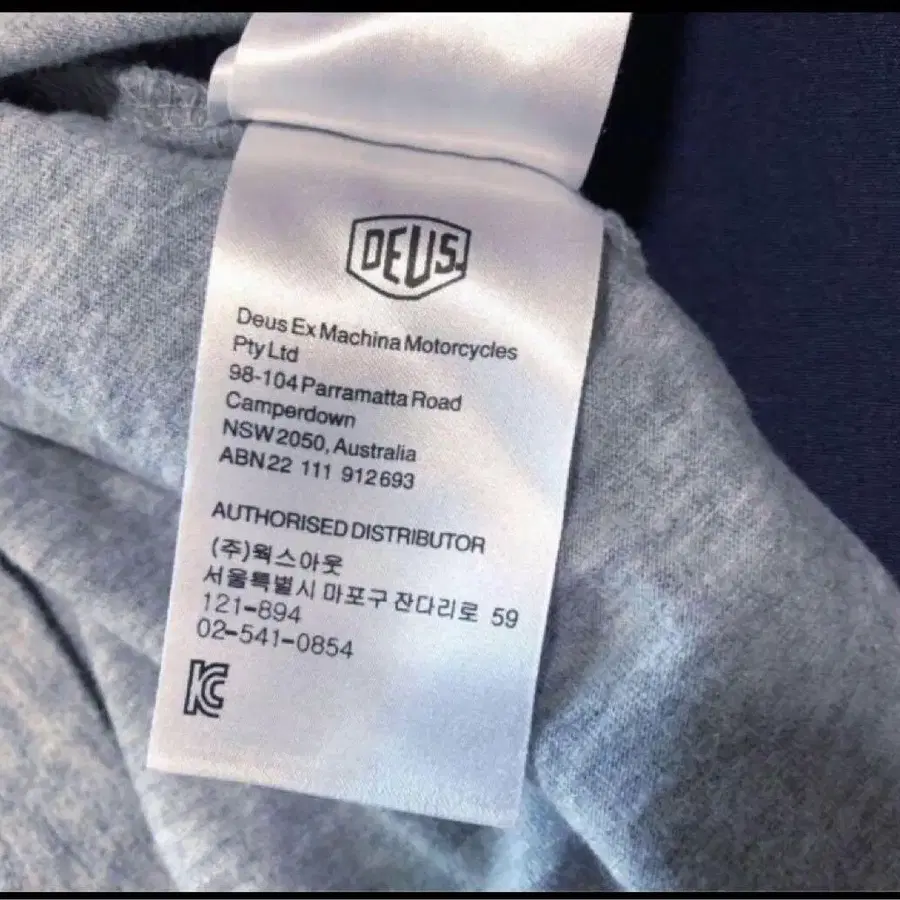 DEUS.
Deus Ex Machina Motorcycles
Pty Ltd
98-104 Parramatta Road
Camperdown
NSW 2050, Australia
ABN 22 111 912693
AUTHORISED DISTRIBUTOR
(주)웍스아웃
서울특별시 마포구 잔다리로 59
121-894
02-541-0854
KC